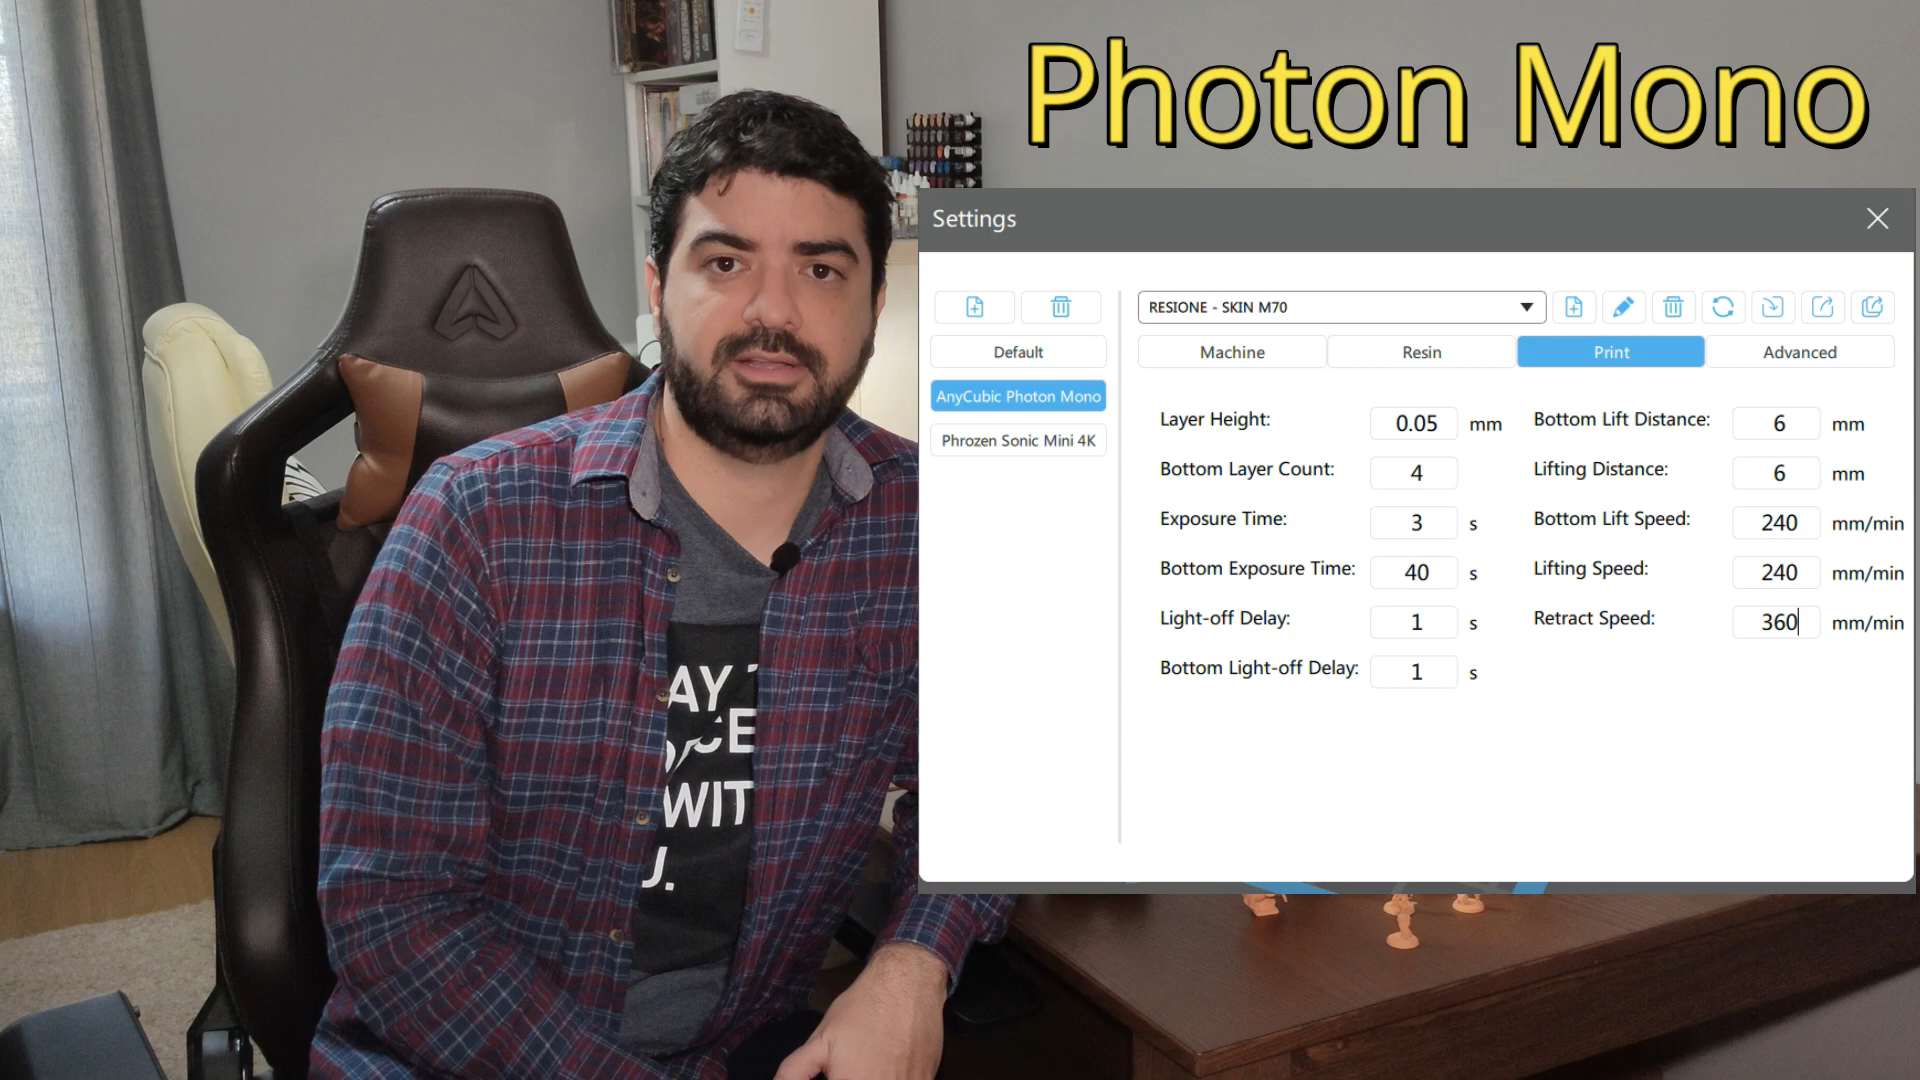 Photon Mono
Settings
RESIONE - SKIN M70
Default
AnyCubic Photon Mono
Phrozen Sonic Mini 4K
Machine
Resin
Print
Advanced
Layer Height: 0.05 mm
Bottom Layer Count: 4
Exposure Time: 3 s
Bottom Exposure Time: 40 s
Light-off Delay: 1 s
Bottom Light-off Delay: 1 s
Bottom Lift Distance: 6 mm
Lifting Distance: 6 mm
Bottom Lift Speed: 240 mm/min
Lifting Speed: 240 mm/min
Retract Speed: 360 mm/min